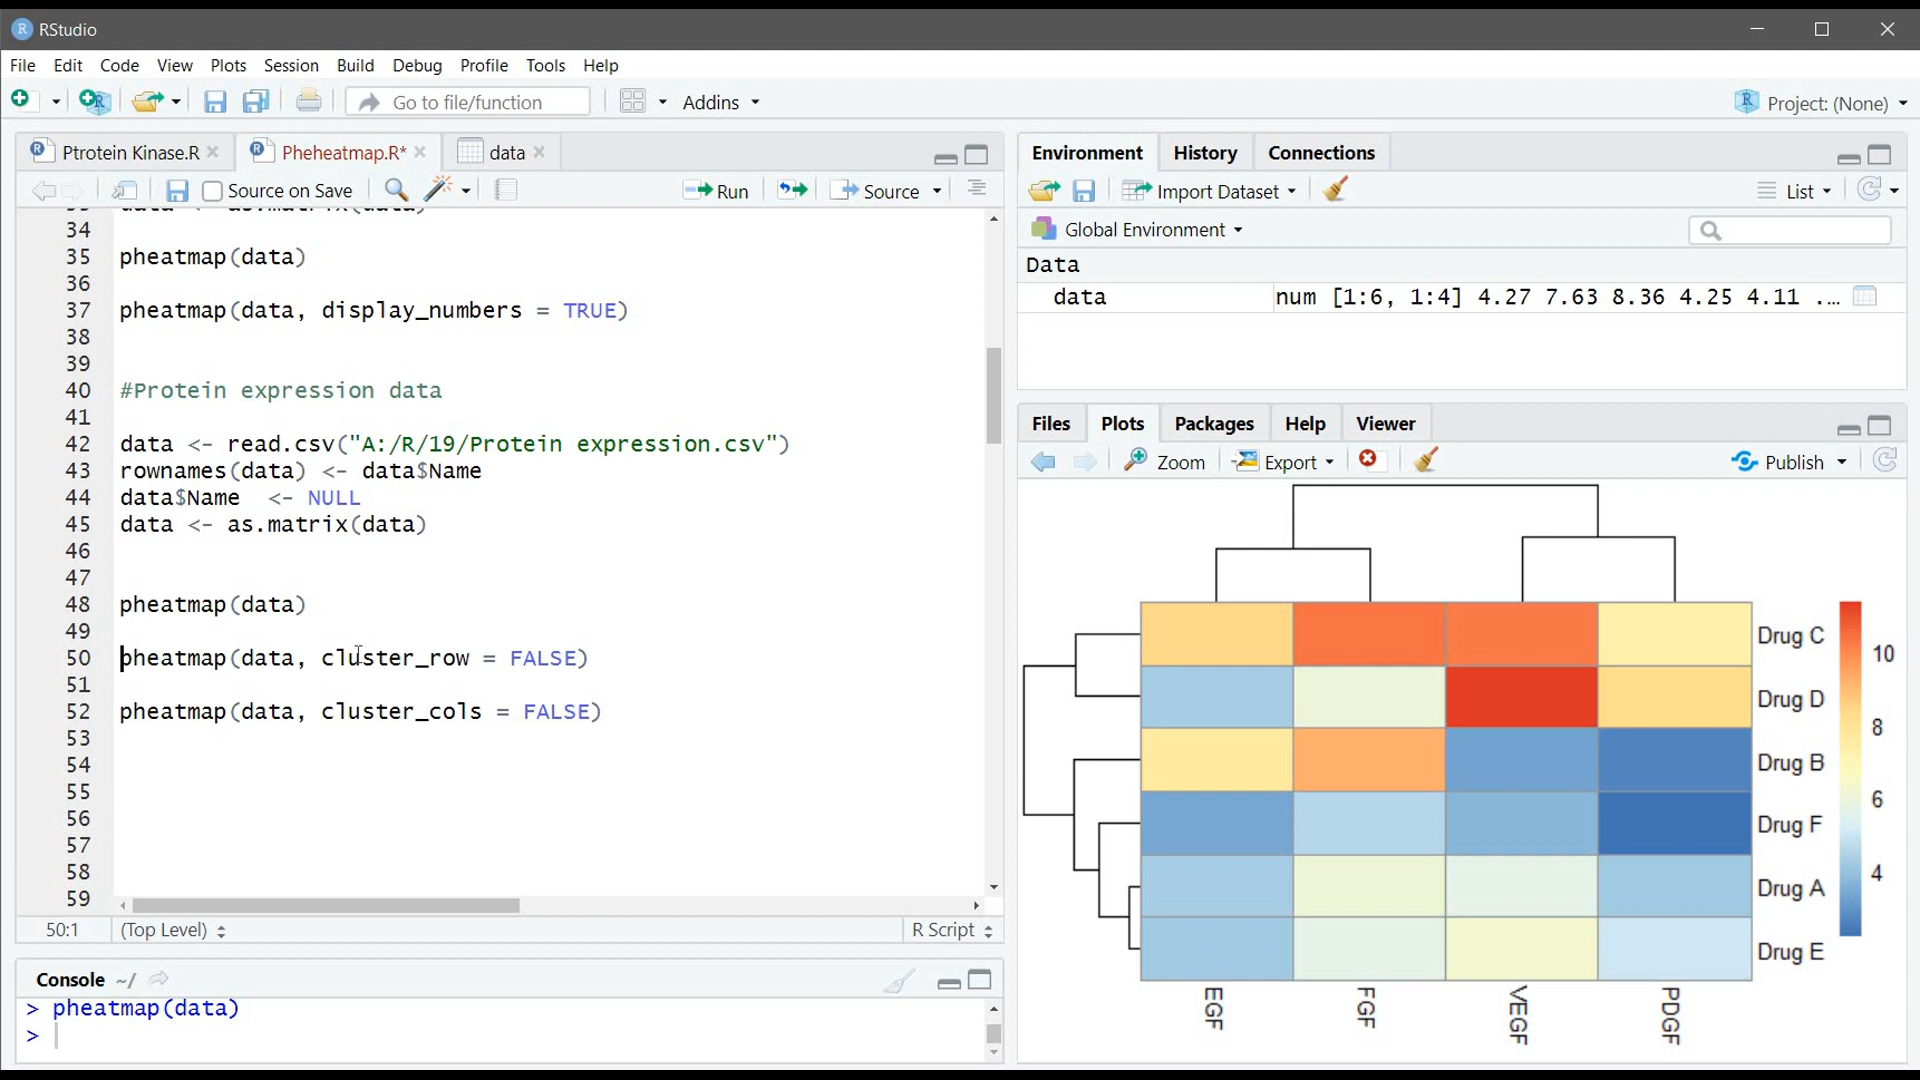 RStudio
File Edit Code View Plots Session Build Debug Profile Tools Help
Go to file/function Addins Project: (None)
Ptrotein Kinase.R Pheheatmap.R* data
Source on Save Run Source
data <- as.matrix(data)
34
35 pheatmap(data)
36
37 pheatmap(data, display_numbers = TRUE)
38
39
40 #Protein expression data
41
42 data <- read.csv("A:/R/19/Protein expression.csv")
43 rownames(data) <- data$Name
44 data$Name  <- NULL
45 data <- as.matrix(data)
46
47
48 pheatmap(data)
49
50 pheatmap(data, cluster_row = FALSE)
51
52 pheatmap(data, cluster_cols = FALSE)
53
54
55
56
57
58
59
50:1 (Top Level) R Script
Console ~/
> pheatmap(data)
>
Environment History Connections
Import Dataset List
Global Environment
Data
data num [1:6, 1:4] 4.27 7.63 8.36 4.25 4.11 ...
Files Plots Packages Help Viewer
Zoom Export Publish
Drug C
Drug D
Drug B
Drug F
Drug A
Drug E
10
8
6
4
EGF
FGF
VEGF
PDGF